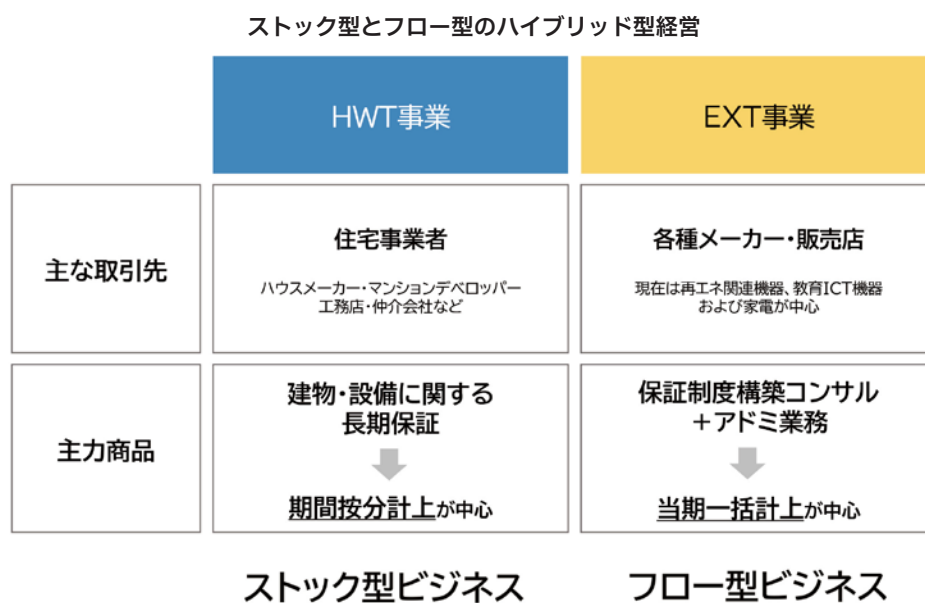 ストック型とフロー型のハイブリッド型経営
HWT事業
EXT事業
主な取引先
住宅事業者
ハウスメーカー・マンションデベロッパー
工務店・仲介会社など
各種メーカー・販売店
現在は再エネ関連機器、教育ICT機器
および家電が中心
主力商品
建物・設備に関する
長期保証
期間按分計上が中心
保証制度構築コンサル
＋アドミ業務
当期一括計上が中心
ストック型ビジネス
フロー型ビジネス